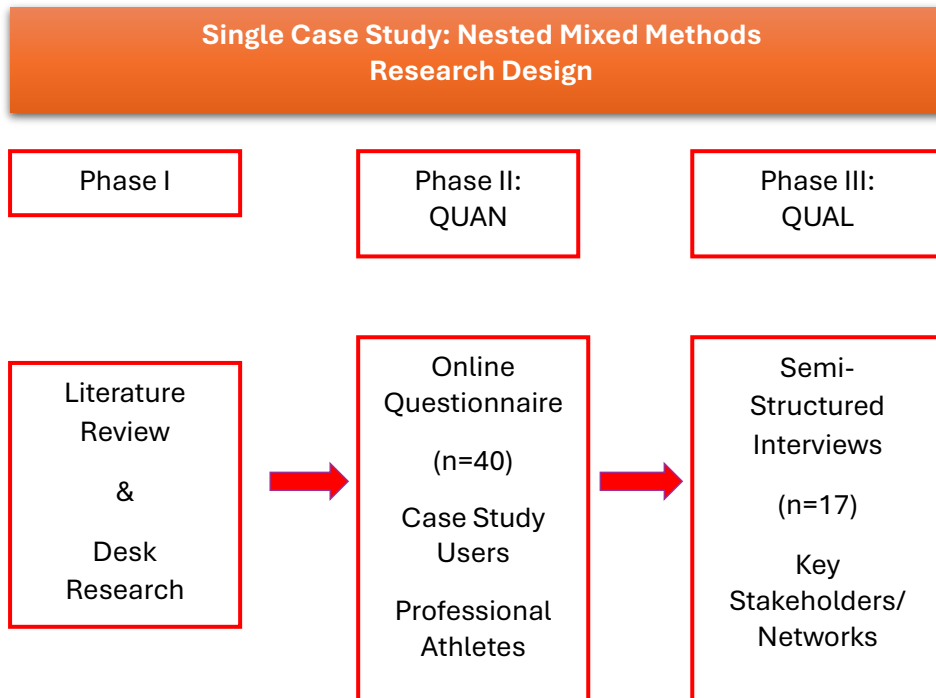 Single Case Study: Nested Mixed Methods
Research Design
Phase I
Phase II:
QUAN
Phase III:
QUAL
Literature
Review
&
Desk
Research
Online
Questionnaire
(n=40)
Case Study
Users
Professional
Athletes
Semi-
Structured
Interviews
(n=17)
Key
Stakeholders/
Networks